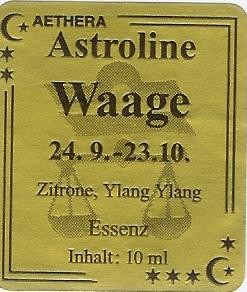 AETHERA
Astroline
Waage
24. 9.-23.10.
Zitrone, Ylang Ylang
Essenz
Inhalt: 10 ml